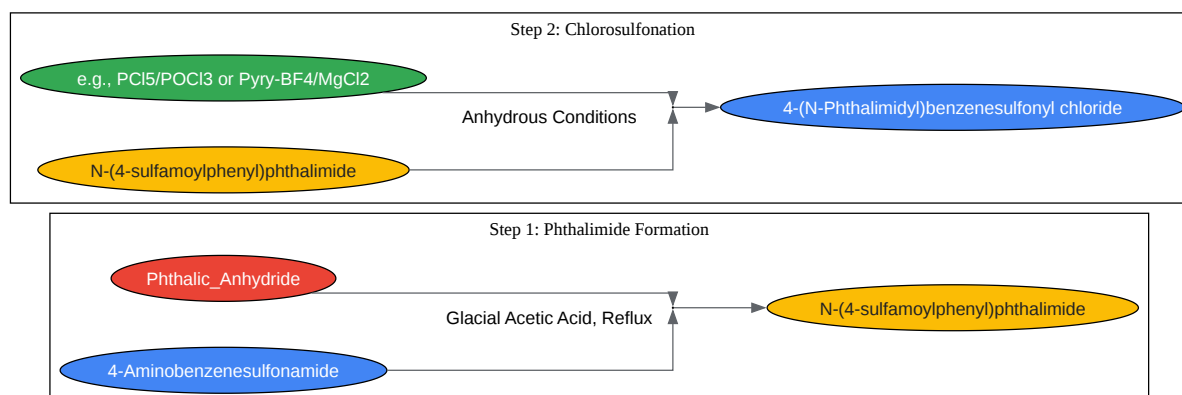 Step 2: Chlorosulfonation
e.g., PCl5/POCl3 or Pyry-BF4/MgCl2
Anhydrous Conditions
4-(N-Phthalimidyl)benzenesulfonyl chloride
N-(4-sulfamoylphenyl)phthalimide
Step 1: Phthalimide Formation
Phthalic_Anhydride
Glacial Acetic Acid, Reflux
N-(4-sulfamoylphenyl)phthalimide
4-Aminobenzenesulfonamide